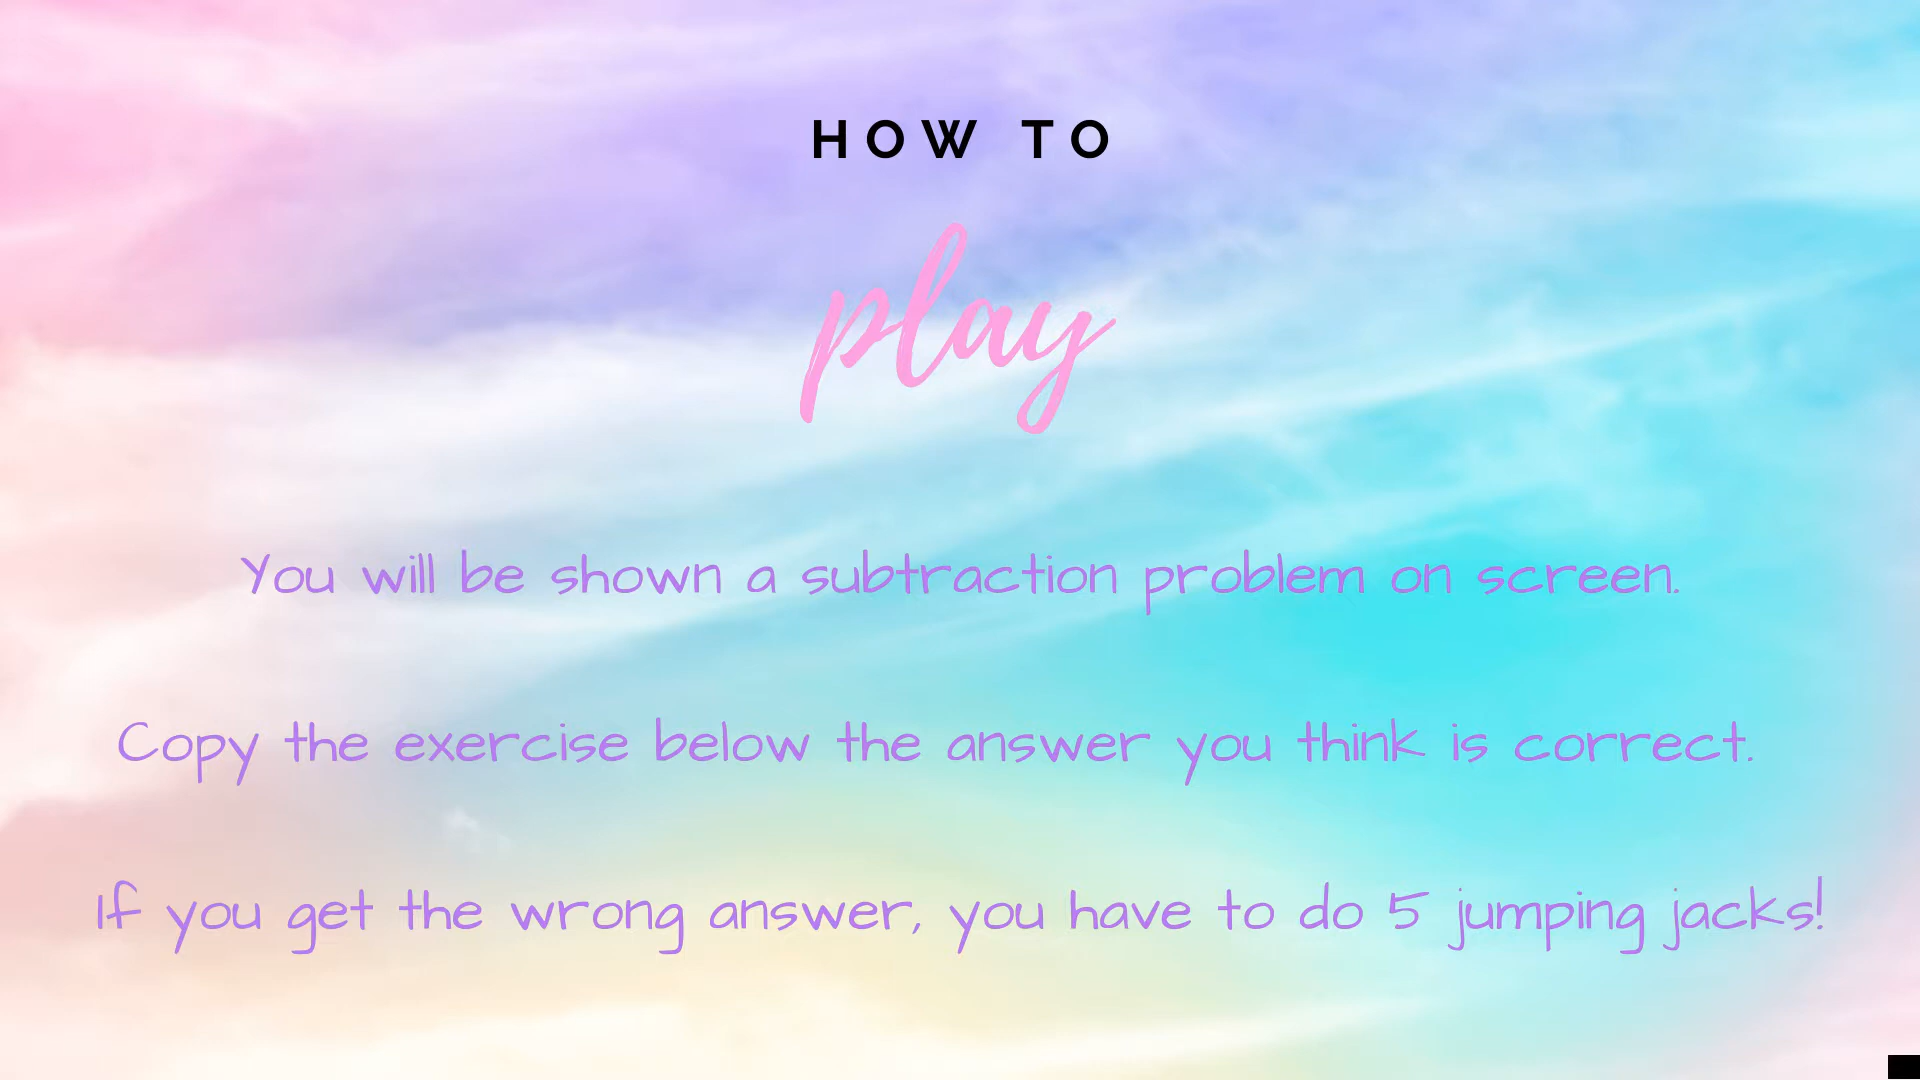 HOW TO
play
You will be shown a subtraction problem on screen.
Copy the exercise below the answer you think is correct.
If you get the wrong answer, you have to do 5 jumping jacks!